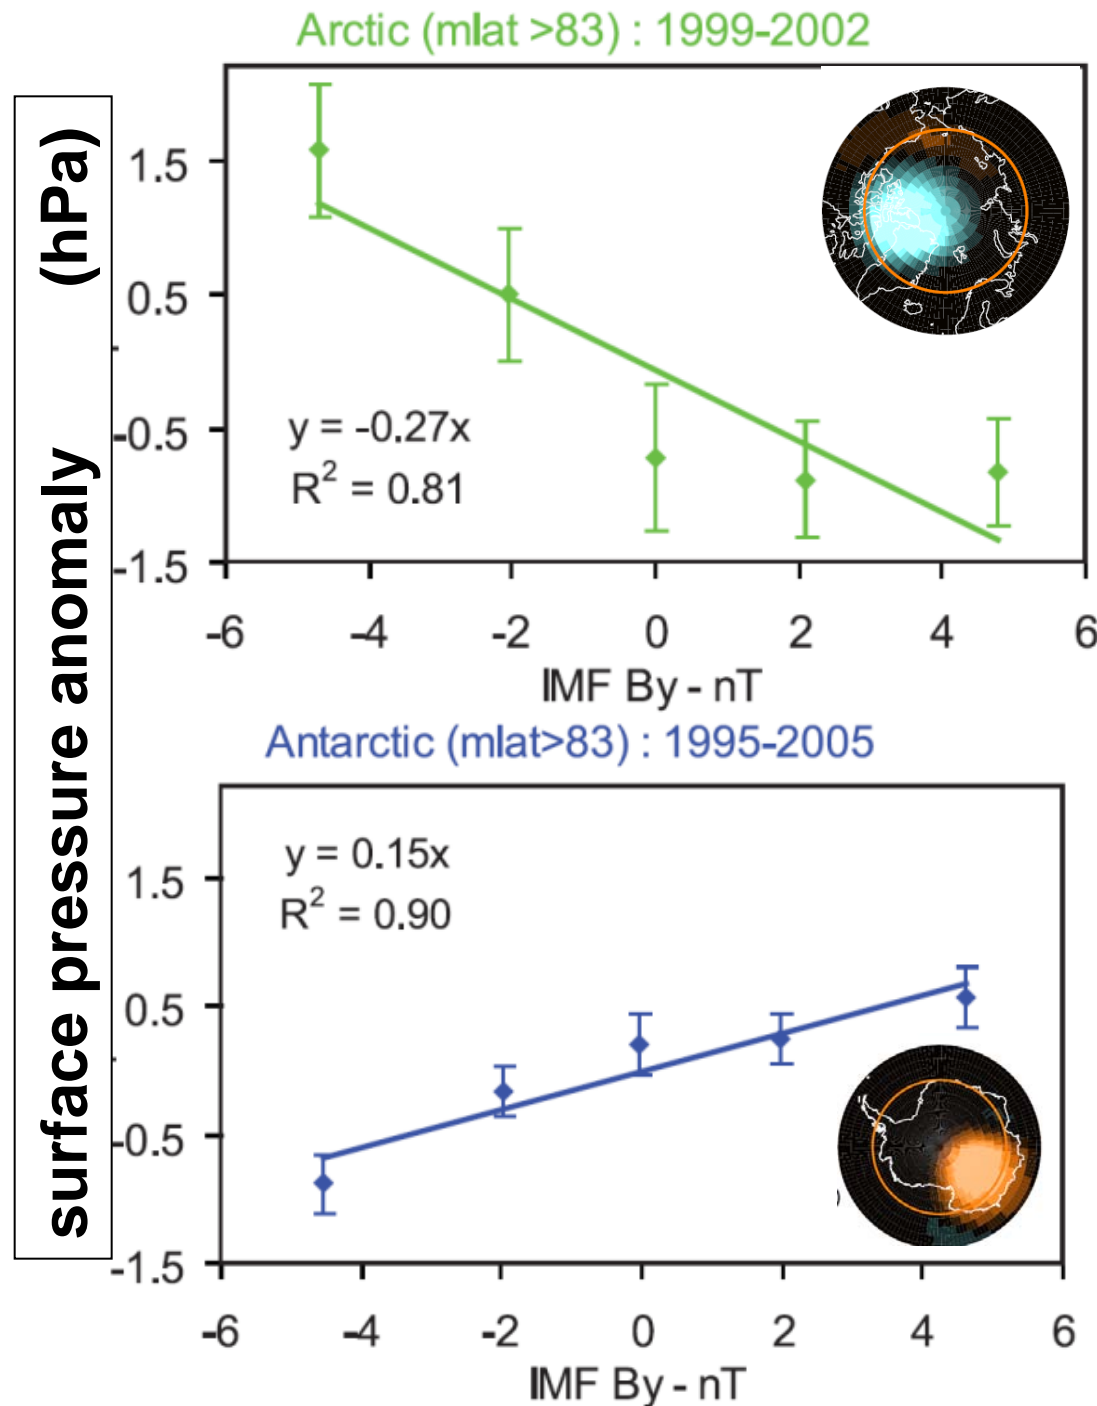 Arctic (mlat >83) : 1999-2002
surface pressure anomaly (hPa)
1.5
0.5
-0.5
-1.5
y = -0.27x
R² = 0.81
-6 -4 -2 0 2 4 6
IMF By - nT
Antarctic (mlat>83) : 1995-2005
y = 0.15x
R² = 0.90
1.5
0.5
-0.5
-1.5
-6 -4 -2 0 2 4 6
IMF By - nT